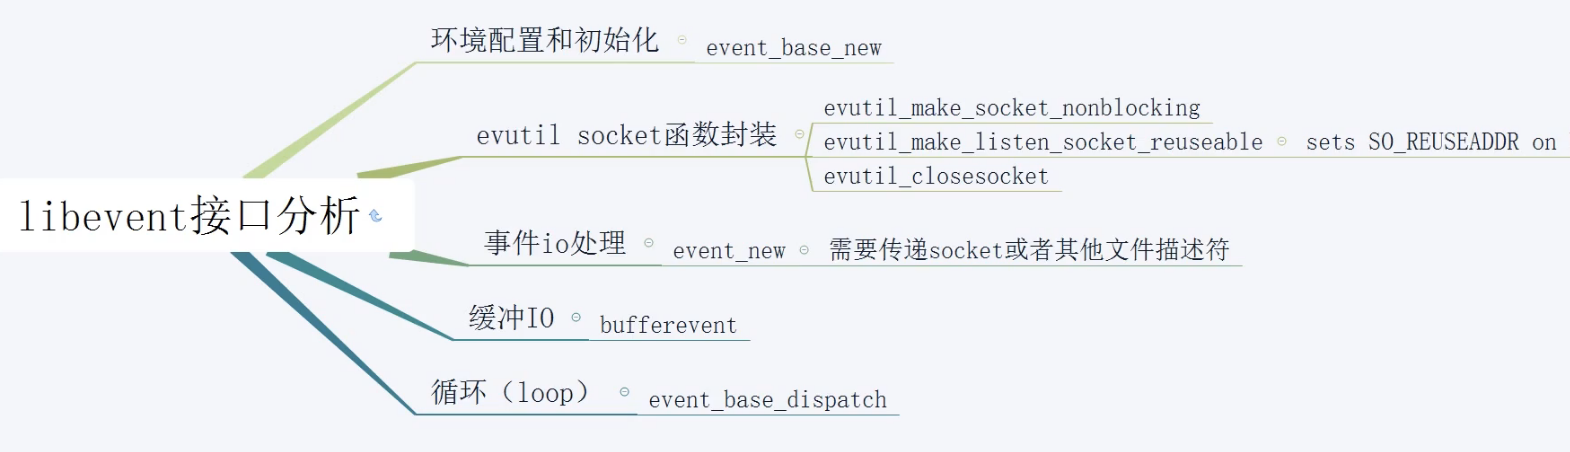 环境配置和初始化
event_base_new
evutil socket函数封装
evutil_make_socket_nonblocking
evutil_make_listen_socket_reuseable
sets SO_REUSEADDR on
evutil_closesocket
libevent接口分析
事件io处理
event_new
需要传递socket或者其他文件描述符
缓冲IO
bufferevent
循环（loop）
event_base_dispatch